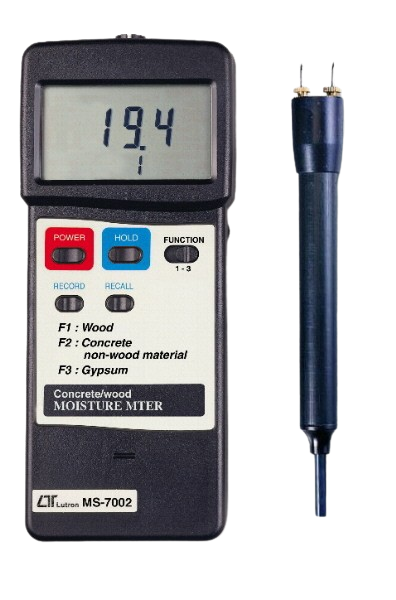 19.4
1
POWER
HOLD
FUNCTION
1 - 3
RECORD
RECALL
F1 : Wood
F2 : Concrete
non-wood material
F3 : Gypsum
Concrete/wood
MOISTURE MTER
LT Lutron MS-7002